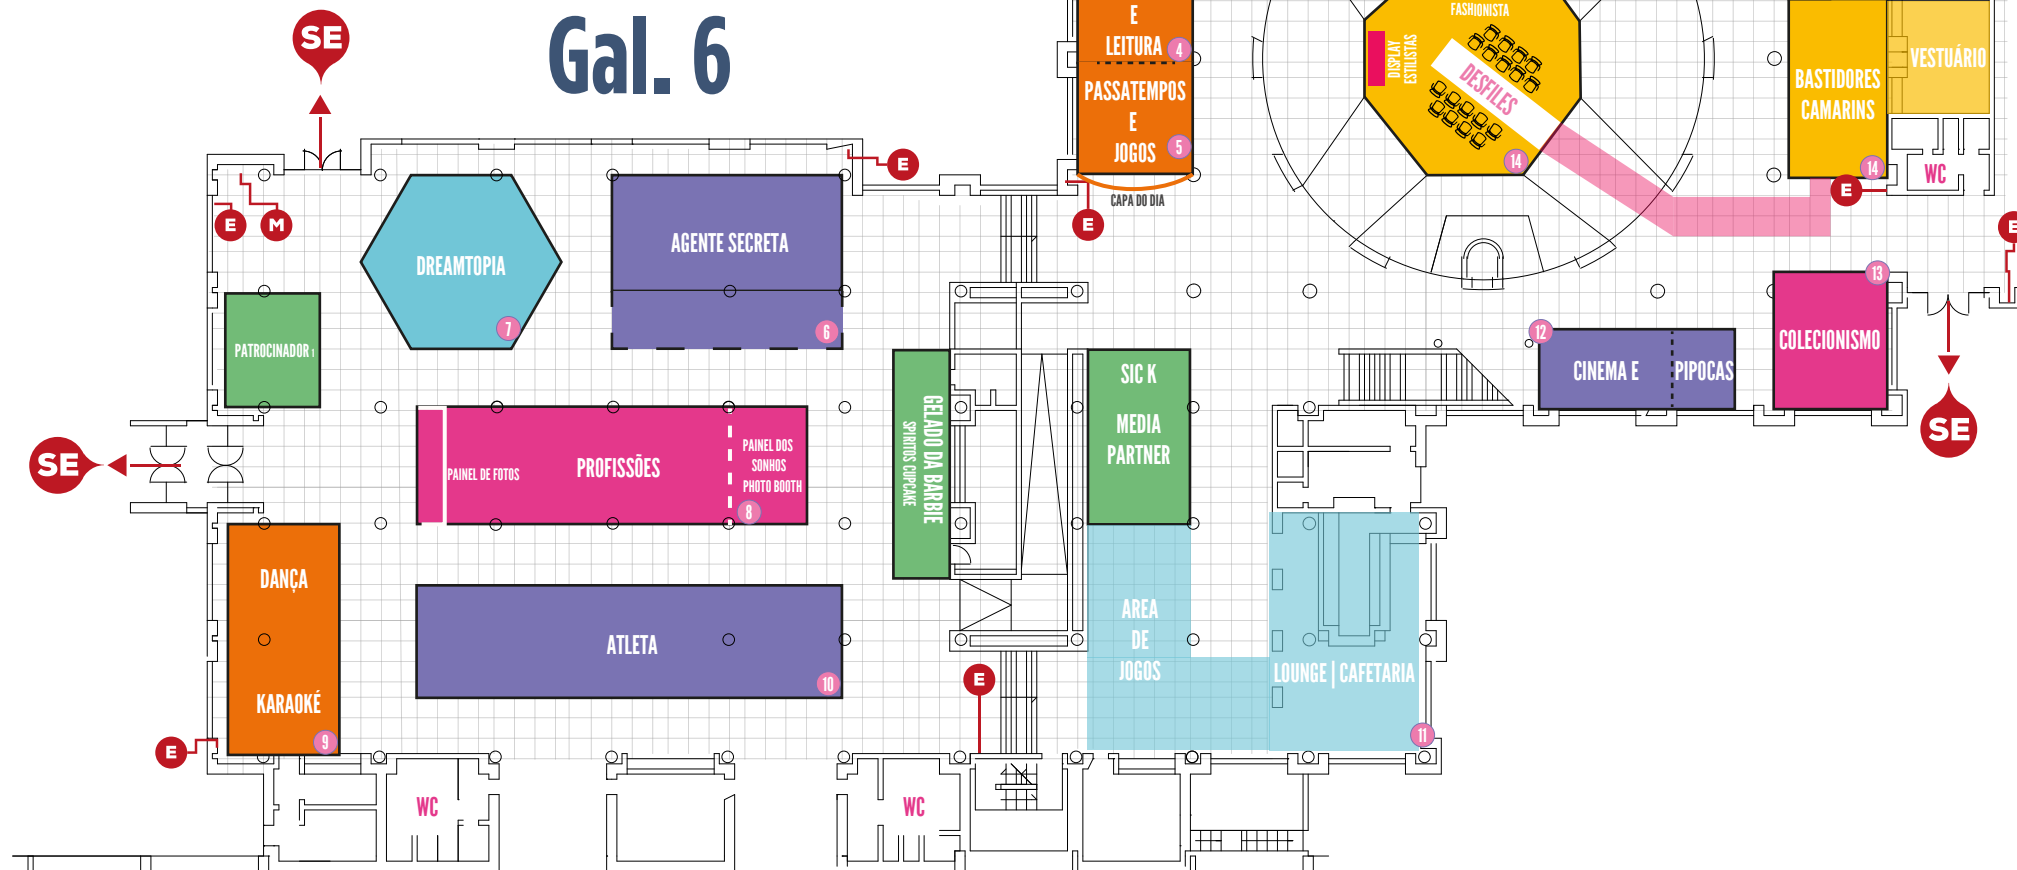 Gal. 6
SE
E
LEITURA
4
PASSATEMPOS
E
JOGOS
5
CAPA DO DIA
E
FASHIONISTA
DISPLAY
ESTILISTAS
DESFILES
14
BASTIDORES
CAMARINS
14
VESTUÁRIO
WC
E
E
E
E
M
DREAMTOPIA
7
AGENTE SECRETA
6
PATROCINADOR 1
SE
PAINEL DE FOTOS
PROFISSÕES
PAINEL DOS
SONHOS
PHOTO BOOTH
8
GELADO DA BARBIE
SPIRITOS CUPCAKE
SIC K
MEDIA
PARTNER
12
CINEMA E
PIPOCAS
13
COLECIONISMO
SE
DANÇA
KARAOKÉ
9
E
ATLETA
10
E
AREA
DE
JOGOS
LOUNGE | CAFETARIA
11
WC
WC